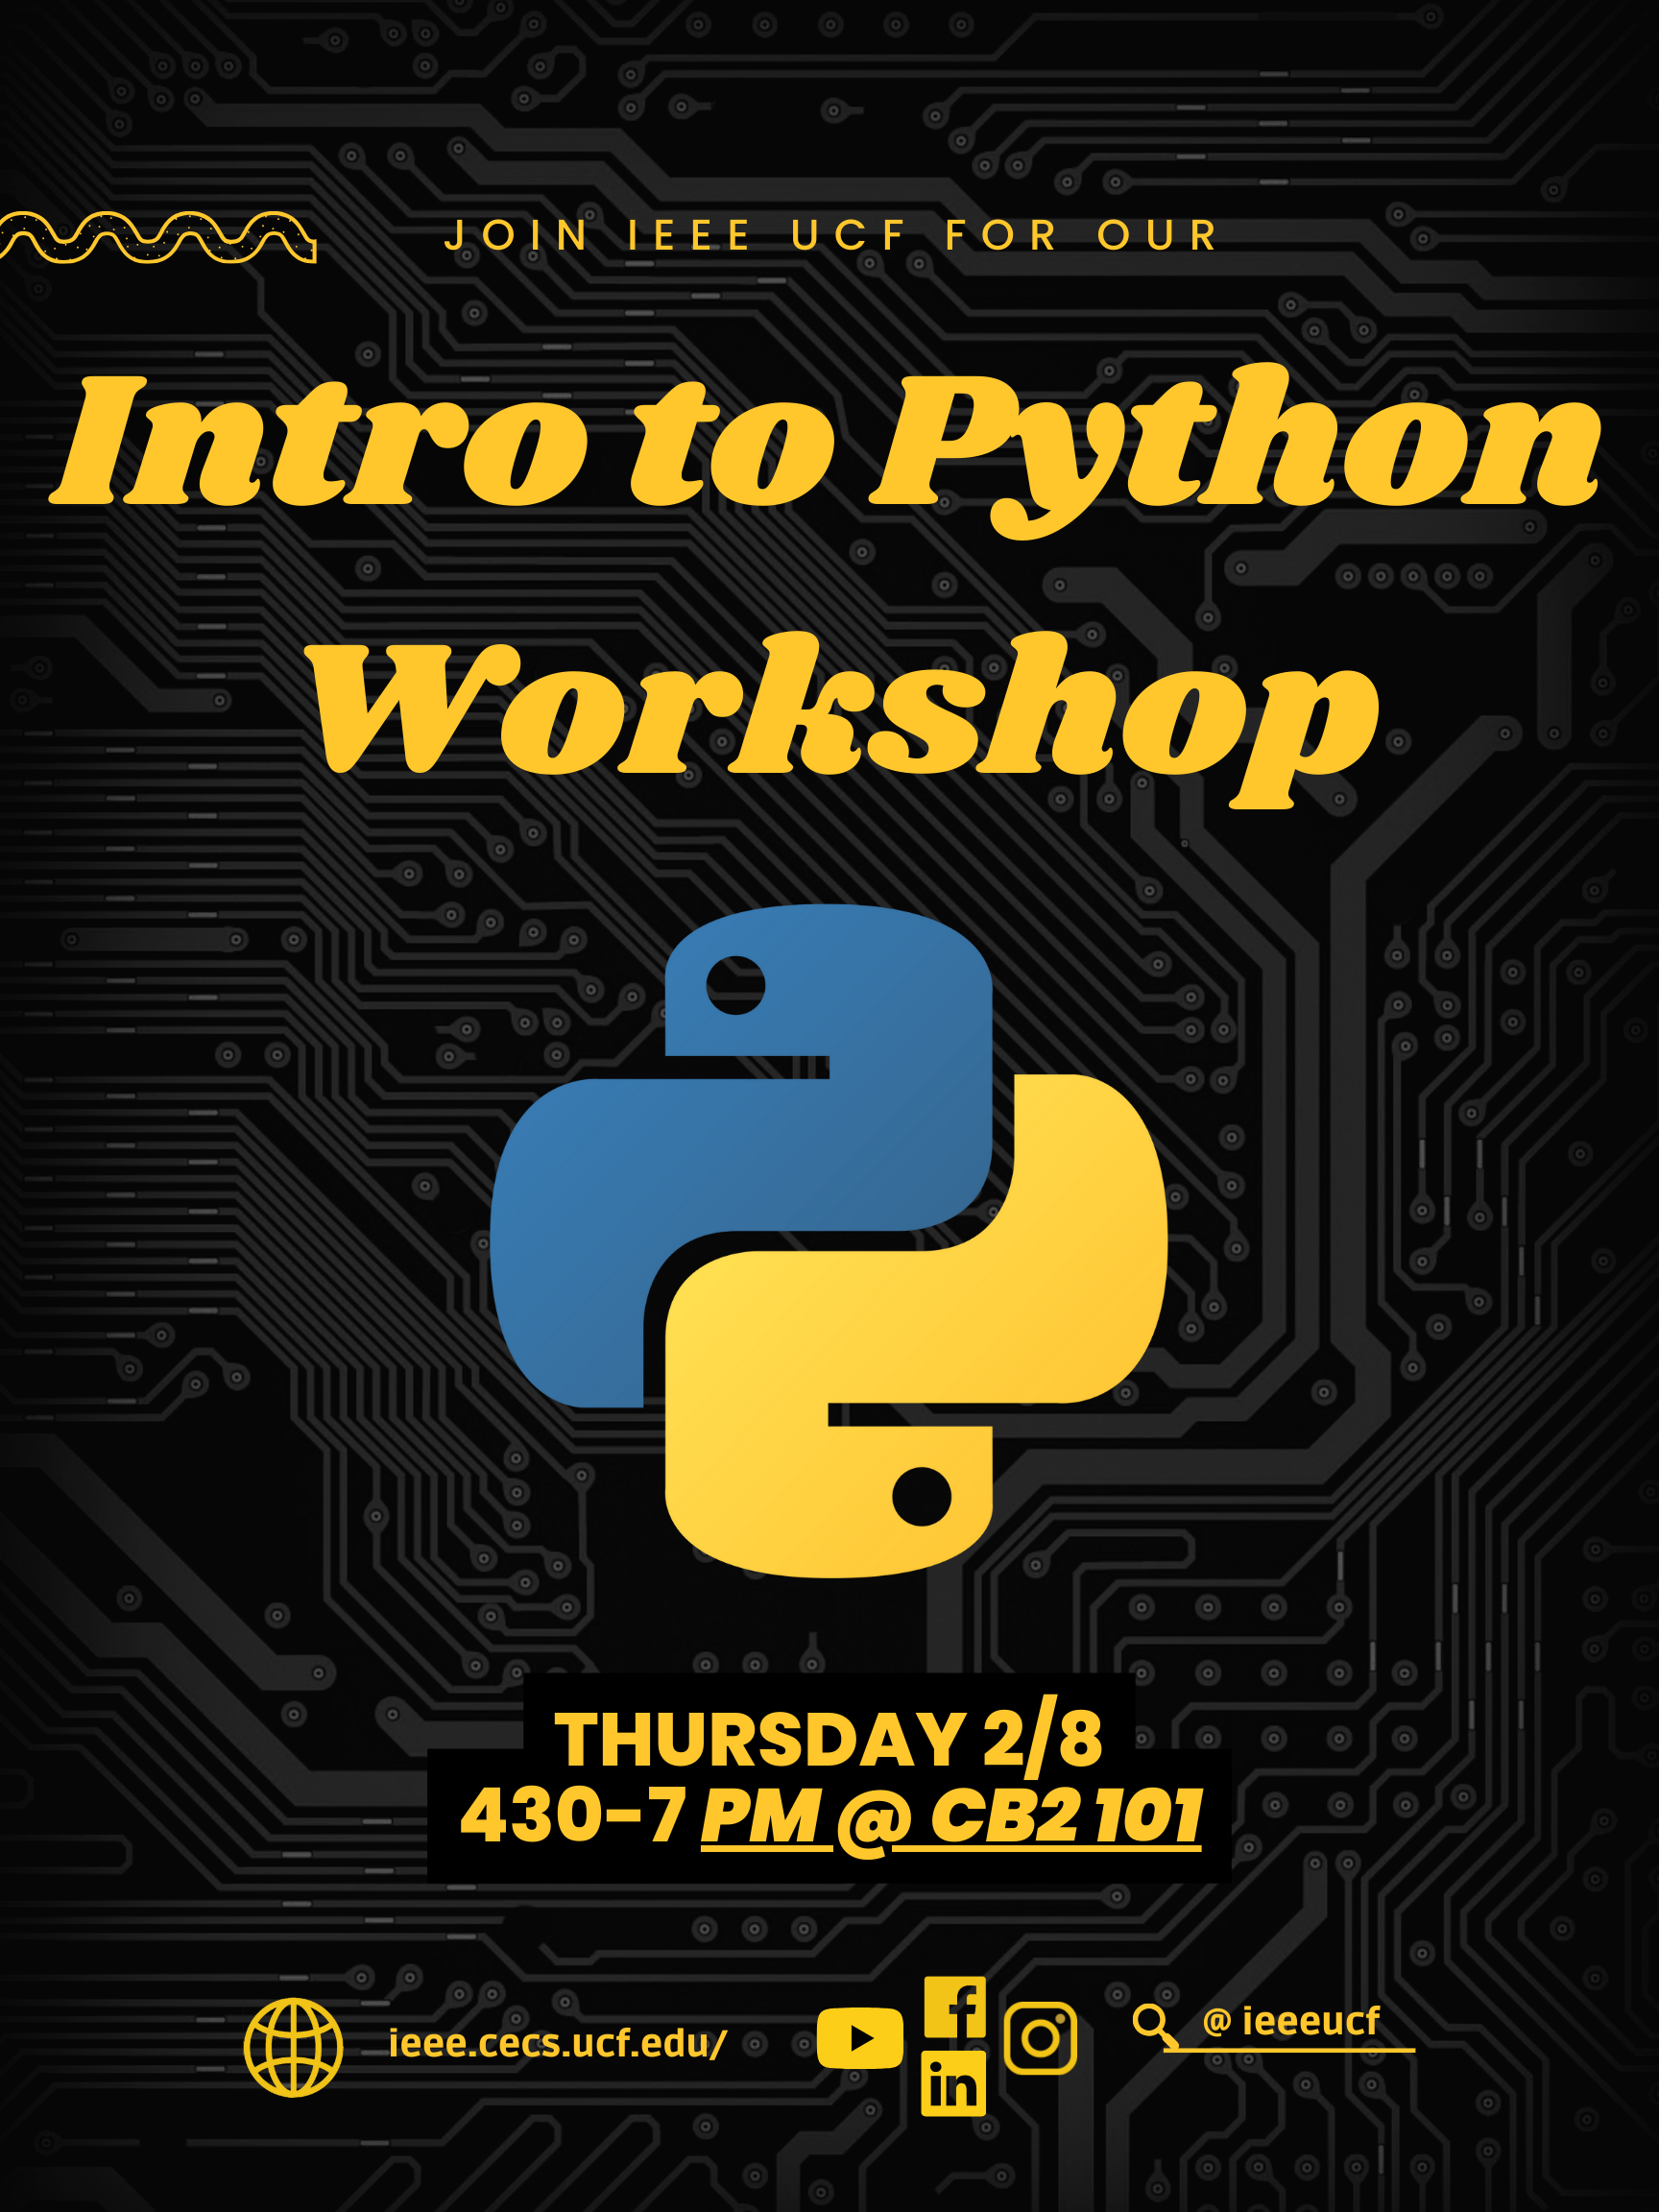 JOIN IEEE UCF FOR OUR
Intro to Python
Workshop
THURSDAY 2/8
430-7 PM @ CB2 101
ieee.cecs.ucf.edu/
f
in
@ ieeeucf